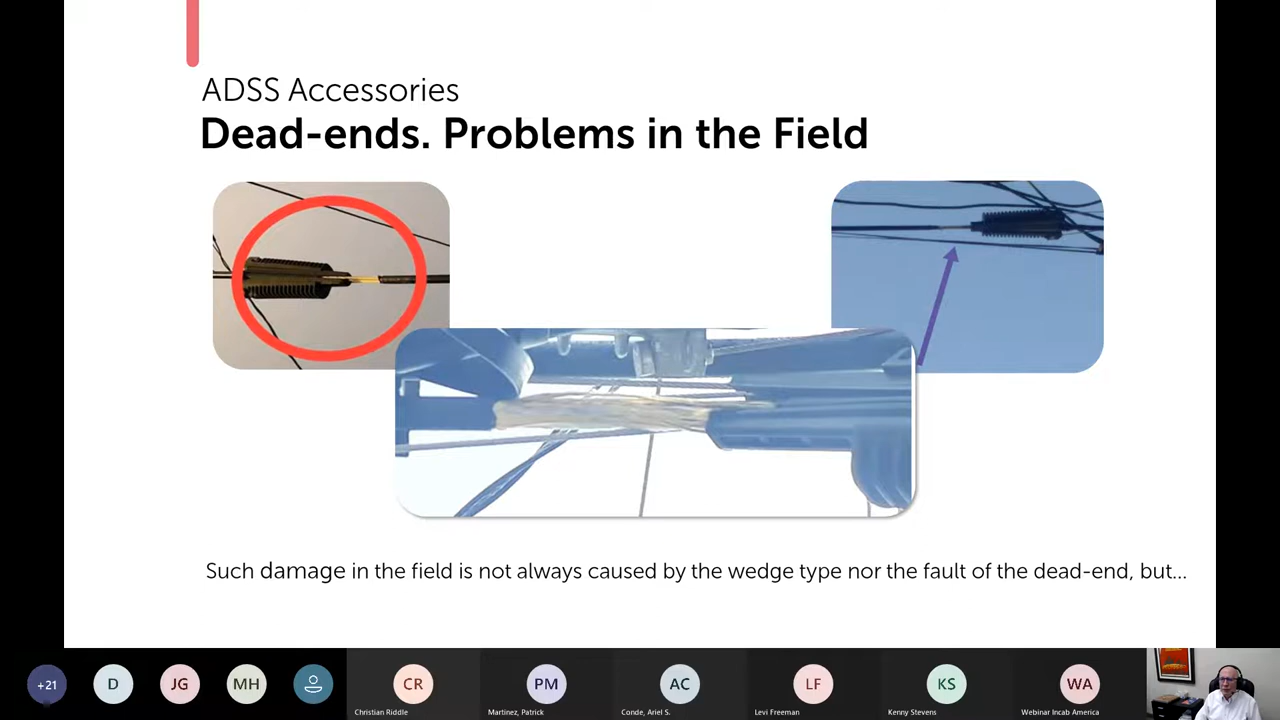 ADSS Accessories
Dead-ends. Problems in the Field
Such damage in the field is not always caused by the wedge type nor the fault of the dead-end, but...
+21
D
JG
MH
CR
PM
AC
LF
KS
WA
Christian Riddle
Martinez, Patrick
Conde, Ariel S.
Levi Freeman
Kenny Stevens
Webinar Incab America